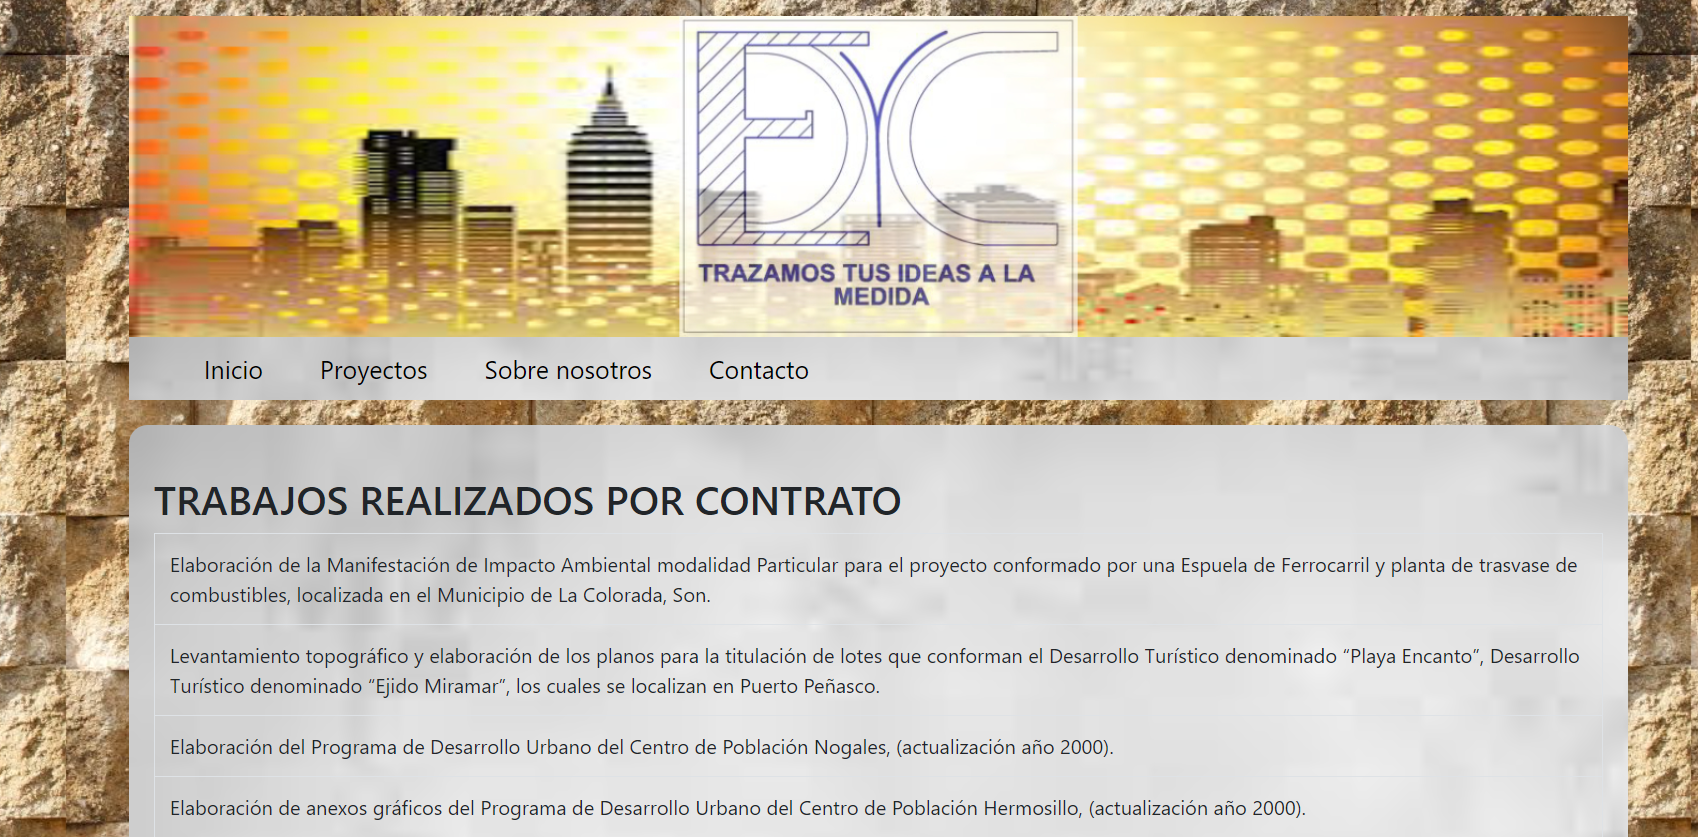 EYC
TRAZAMOS TUS IDEAS A LA
MEDIDA
Inicio Proyectos Sobre nosotros Contacto
TRABAJOS REALIZADOS POR CONTRATO
Elaboración de la Manifestación de Impacto Ambiental modalidad Particular para el proyecto conformado por una Espuela de Ferrocarril y planta de trasvase de
combustibles, localizada en el Municipio de La Colorada, Son.
Levantamiento topográfico y elaboración de los planos para la titulación de lotes que conforman el Desarrollo Turístico denominado “Playa Encanto”, Desarrollo
Turístico denominado “Ejido Miramar”, los cuales se localizan en Puerto Peñasco.
Elaboración del Programa de Desarrollo Urbano del Centro de Población Nogales, (actualización año 2000).
Elaboración de anexos gráficos del Programa de Desarrollo Urbano del Centro de Población Hermosillo, (actualización año 2000).